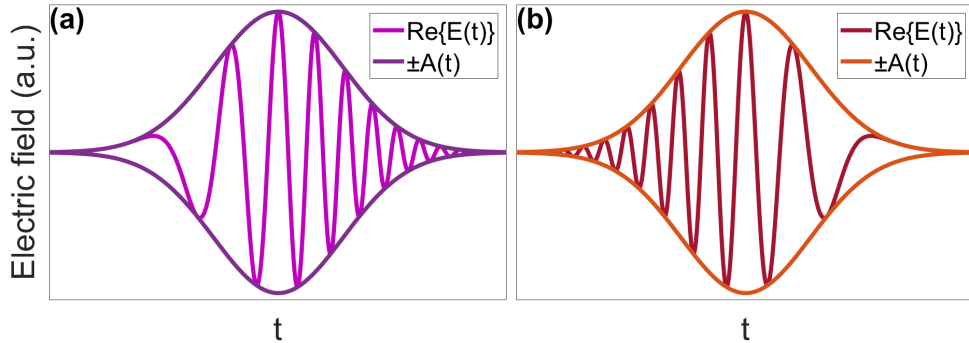 (a)
Re{E(t)}
±A(t)
(b)
Re{E(t)}
±A(t)
Electric field (a.u.)
t
t